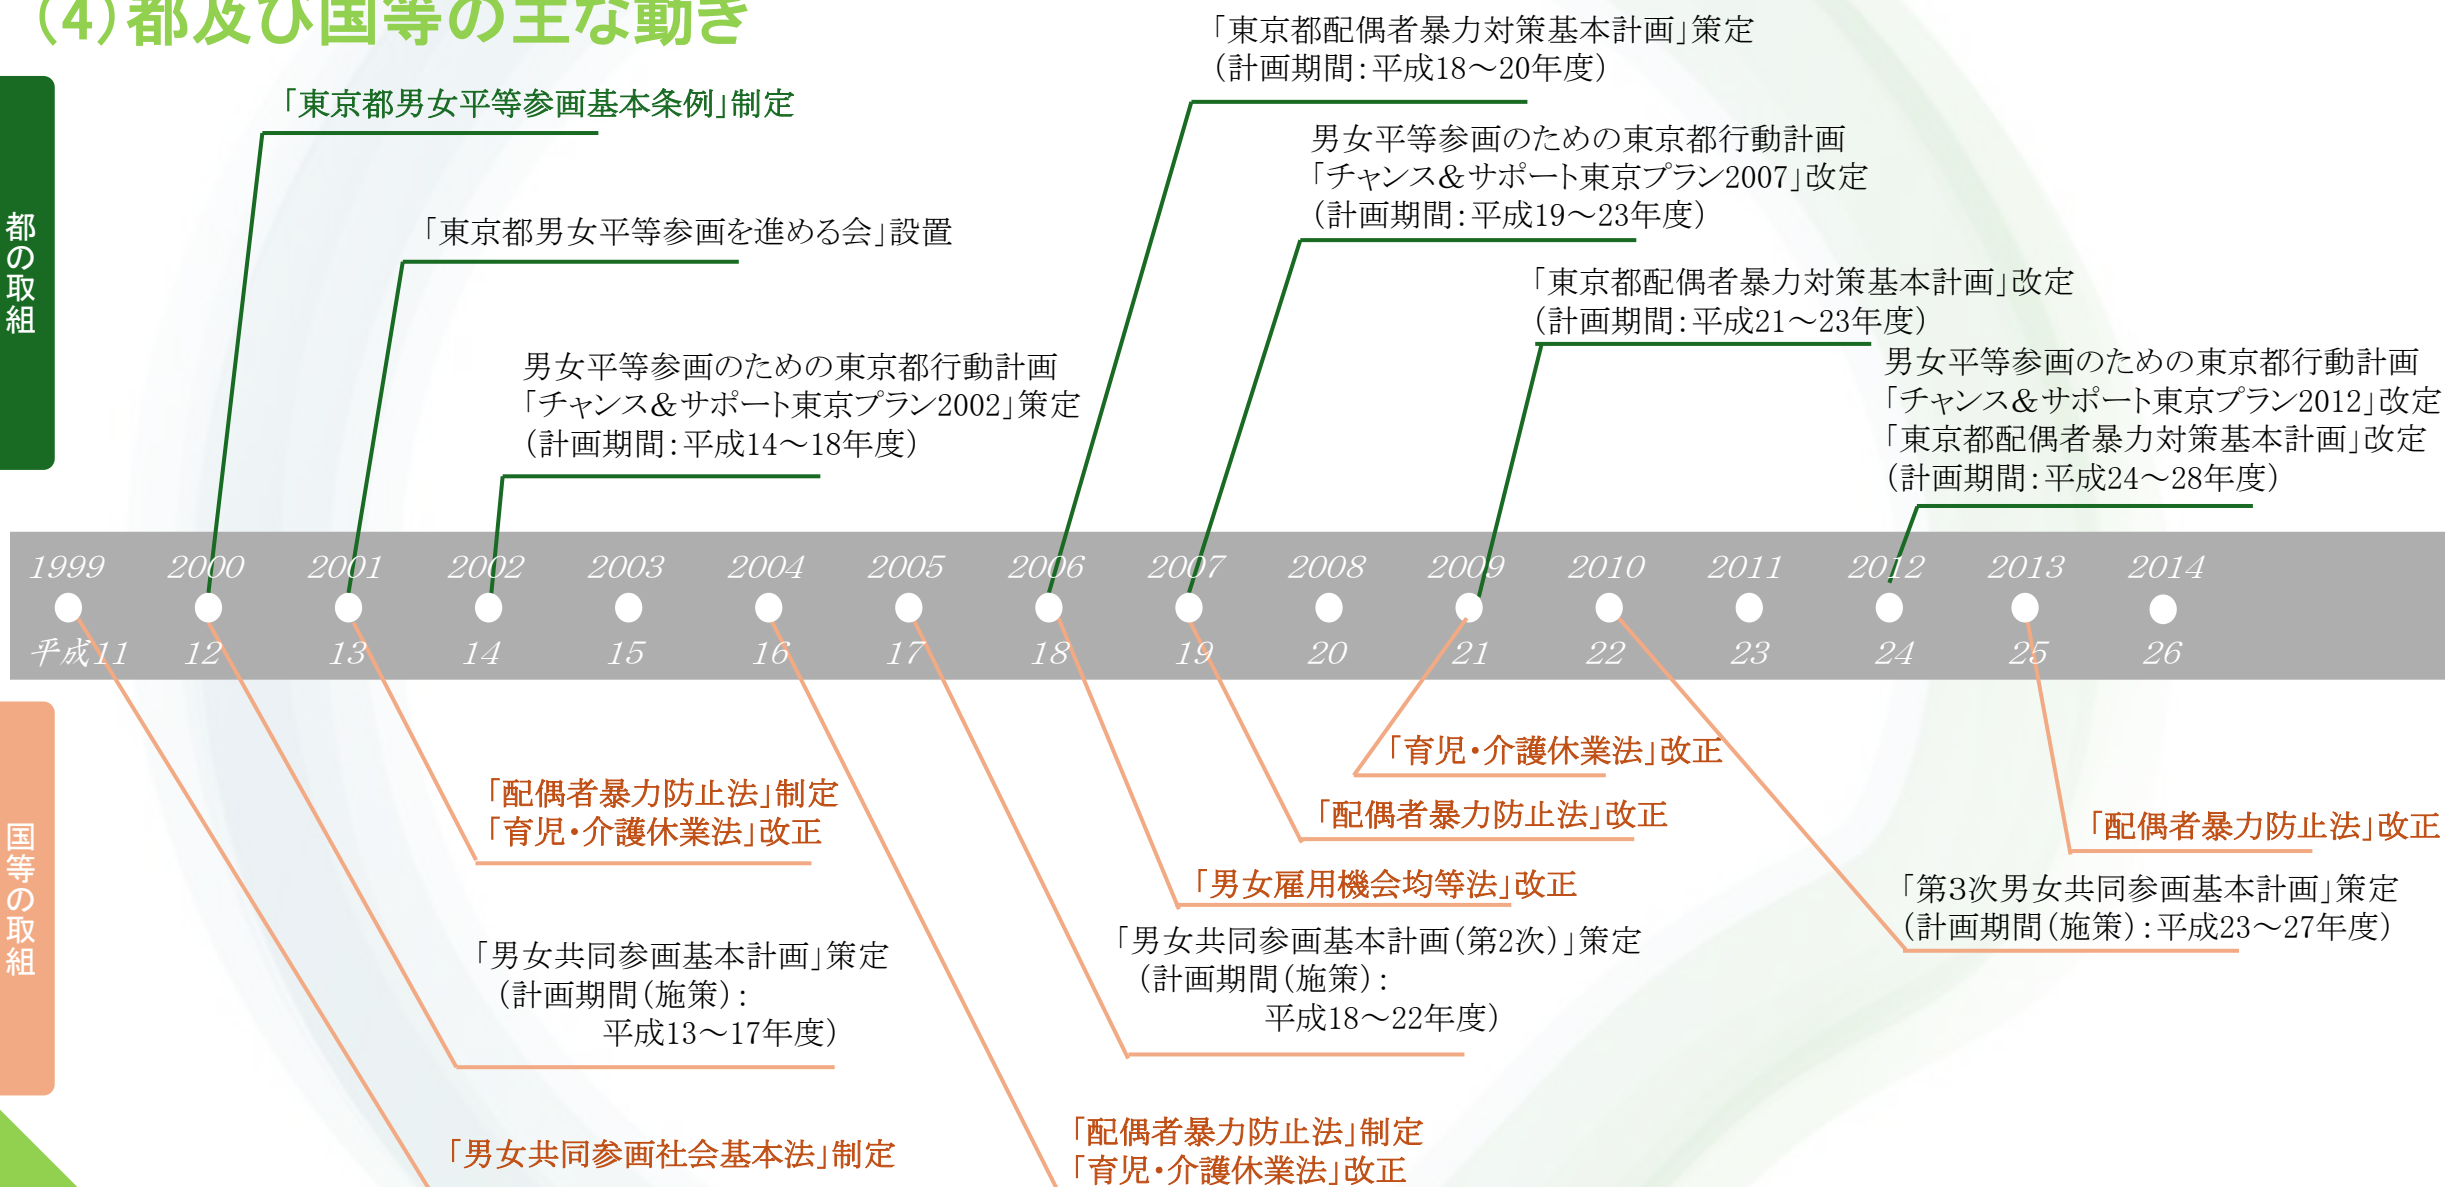 (4)都及び国等の主な動き
都の取組
「東京都男女平等参画基本条例」制定
「東京都男女平等参画を進める会」設置
男女平等参画のための東京都行動計画
「チャンス&サポート東京プラン2002」策定
(計画期間:平成14~18年度)
「東京都配偶者暴力対策基本計画」策定
(計画期間:平成18~20年度)
男女平等参画のための東京都行動計画
「チャンス&サポート東京プラン2007」改定
(計画期間:平成19~23年度)
「東京都配偶者暴力対策基本計画」改定
(計画期間:平成21~23年度)
男女平等参画のための東京都行動計画
「チャンス&サポート東京プラン2012」改定
「東京都配偶者暴力対策基本計画」改定
(計画期間:平成24~28年度)
1999 2000 2001 2002 2003 2004 2005 2006 2007 2008 2009 2010 2011 2012 2013 2014
平成11 12 13 14 15 16 17 18 19 20 21 22 23 24 25 26
国等の取組
「男女共同参画社会基本法」制定
「男女共同参画基本計画」策定
(計画期間(施策):
平成13~17年度)
「配偶者暴力防止法」制定
「育児・介護休業法」改正
「配偶者暴力防止法」制定
「育児・介護休業法」改正
「男女共同参画基本計画(第2次)」策定
(計画期間(施策):
平成18~22年度)
「男女雇用機会均等法」改正
「配偶者暴力防止法」改正
「育児・介護休業法」改正
「第3次男女共同参画基本計画」策定
(計画期間(施策):平成23~27年度)
「配偶者暴力防止法」改正